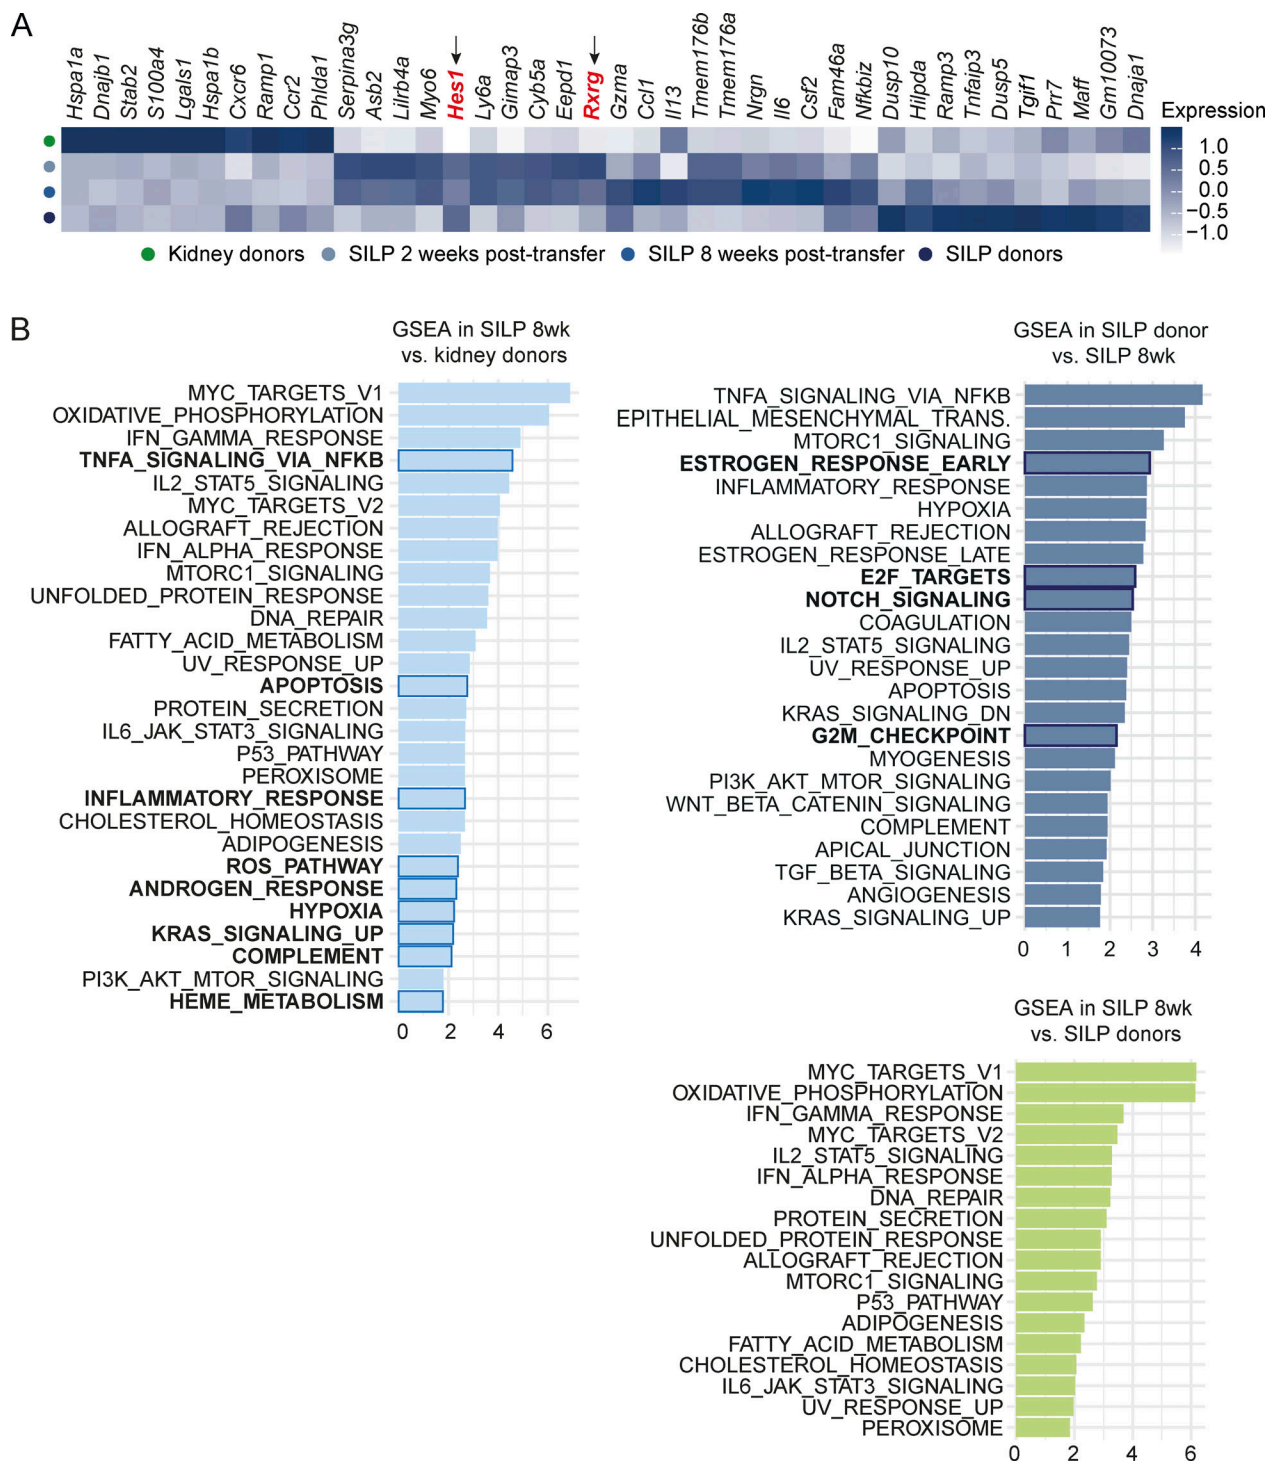 A
Hspa1a
Dnajb1
Stab2
S100a4
Lgals1
Hspa1b
Cxcr6
Ramp1
Ccr2
Phlda1
Serpina3g
Asb2
Lilrb4a
Myo6
Hes1
Ly6a
Gimap3
Cyb5a
Eepd1
Rxrg
Gzma
Ccl1
Il13
Tmem176b
Tmem176a
Nrgn
Il6
Csf2
Fam46a
Nfkbiz
Dusp10
Hilpda
Ramp3
Tnfaip3
Dusp5
Tgif1
Prr7
Maff
Gm10073
Dnaja1
Expression
1.0
0.5
0.0
−0.5
−1.0
Kidney donors
SILP 2 weeks post-transfer
SILP 8 weeks post-transfer
SILP donors
B
GSEA in SILP 8wk
vs. kidney donors
MYC_TARGETS_V1
OXIDATIVE_PHOSPHORYLATION
IFN_GAMMA_RESPONSE
TNFA_SIGNALING_VIA_NFKB
IL2_STAT5_SIGNALING
MYC_TARGETS_V2
ALLOGRAFT_REJECTION
IFN_ALPHA_RESPONSE
MTORC1_SIGNALING
UNFOLDED_PROTEIN_RESPONSE
DNA_REPAIR
FATTY_ACID_METABOLISM
UV_RESPONSE_UP
APOPTOSIS
PROTEIN_SECRETION
IL6_JAK_STAT3_SIGNALING
P53_PATHWAY
PEROXISOME
INFLAMMATORY_RESPONSE
CHOLESTEROL_HOMEOSTASIS
ADIPOGENESIS
ROS_PATHWAY
ANDROGEN_RESPONSE
HYPOXIA
KRAS_SIGNALING_UP
COMPLEMENT
PI3K_AKT_MTOR_SIGNALING
HEME_METABOLISM
0 2 4 6
GSEA in SILP donor
vs. SILP 8wk
TNFA_SIGNALING_VIA_NFKB
EPITHELIAL_MESENCHYMAL_TRANS.
MTORC1_SIGNALING
ESTROGEN_RESPONSE_EARLY
INFLAMMATORY_RESPONSE
HYPOXIA
ALLOGRAFT_REJECTION
ESTROGEN_RESPONSE_LATE
E2F_TARGETS
NOTCH_SIGNALING
COAGULATION
IL2_STAT5_SIGNALING
UV_RESPONSE_UP
APOPTOSIS
KRAS_SIGNALING_DN
G2M_CHECKPOINT
MYOGENESIS
PI3K_AKT_MTOR_SIGNALING
WNT_BETA_CATENIN_SIGNALING
COMPLEMENT
APICAL_JUNCTION
TGF_BETA_SIGNALING
ANGIOGENESIS
KRAS_SIGNALING_UP
0 1 2 3 4
GSEA in SILP 8wk
vs. SILP donors
MYC_TARGETS_V1
OXIDATIVE_PHOSPHORYLATION
IFN_GAMMA_RESPONSE
MYC_TARGETS_V2
IL2_STAT5_SIGNALING
IFN_ALPHA_RESPONSE
DNA_REPAIR
PROTEIN_SECRETION
UNFOLDED_PROTEIN_RESPONSE
ALLOGRAFT_REJECTION
MTORC1_SIGNALING
P53_PATHWAY
ADIPOGENESIS
FATTY_ACID_METABOLISM
CHOLESTEROL_HOMEOSTASIS
IL6_JAK_STAT3_SIGNALING
UV_RESPONSE_UP
PEROXISOME
0 2 4 6